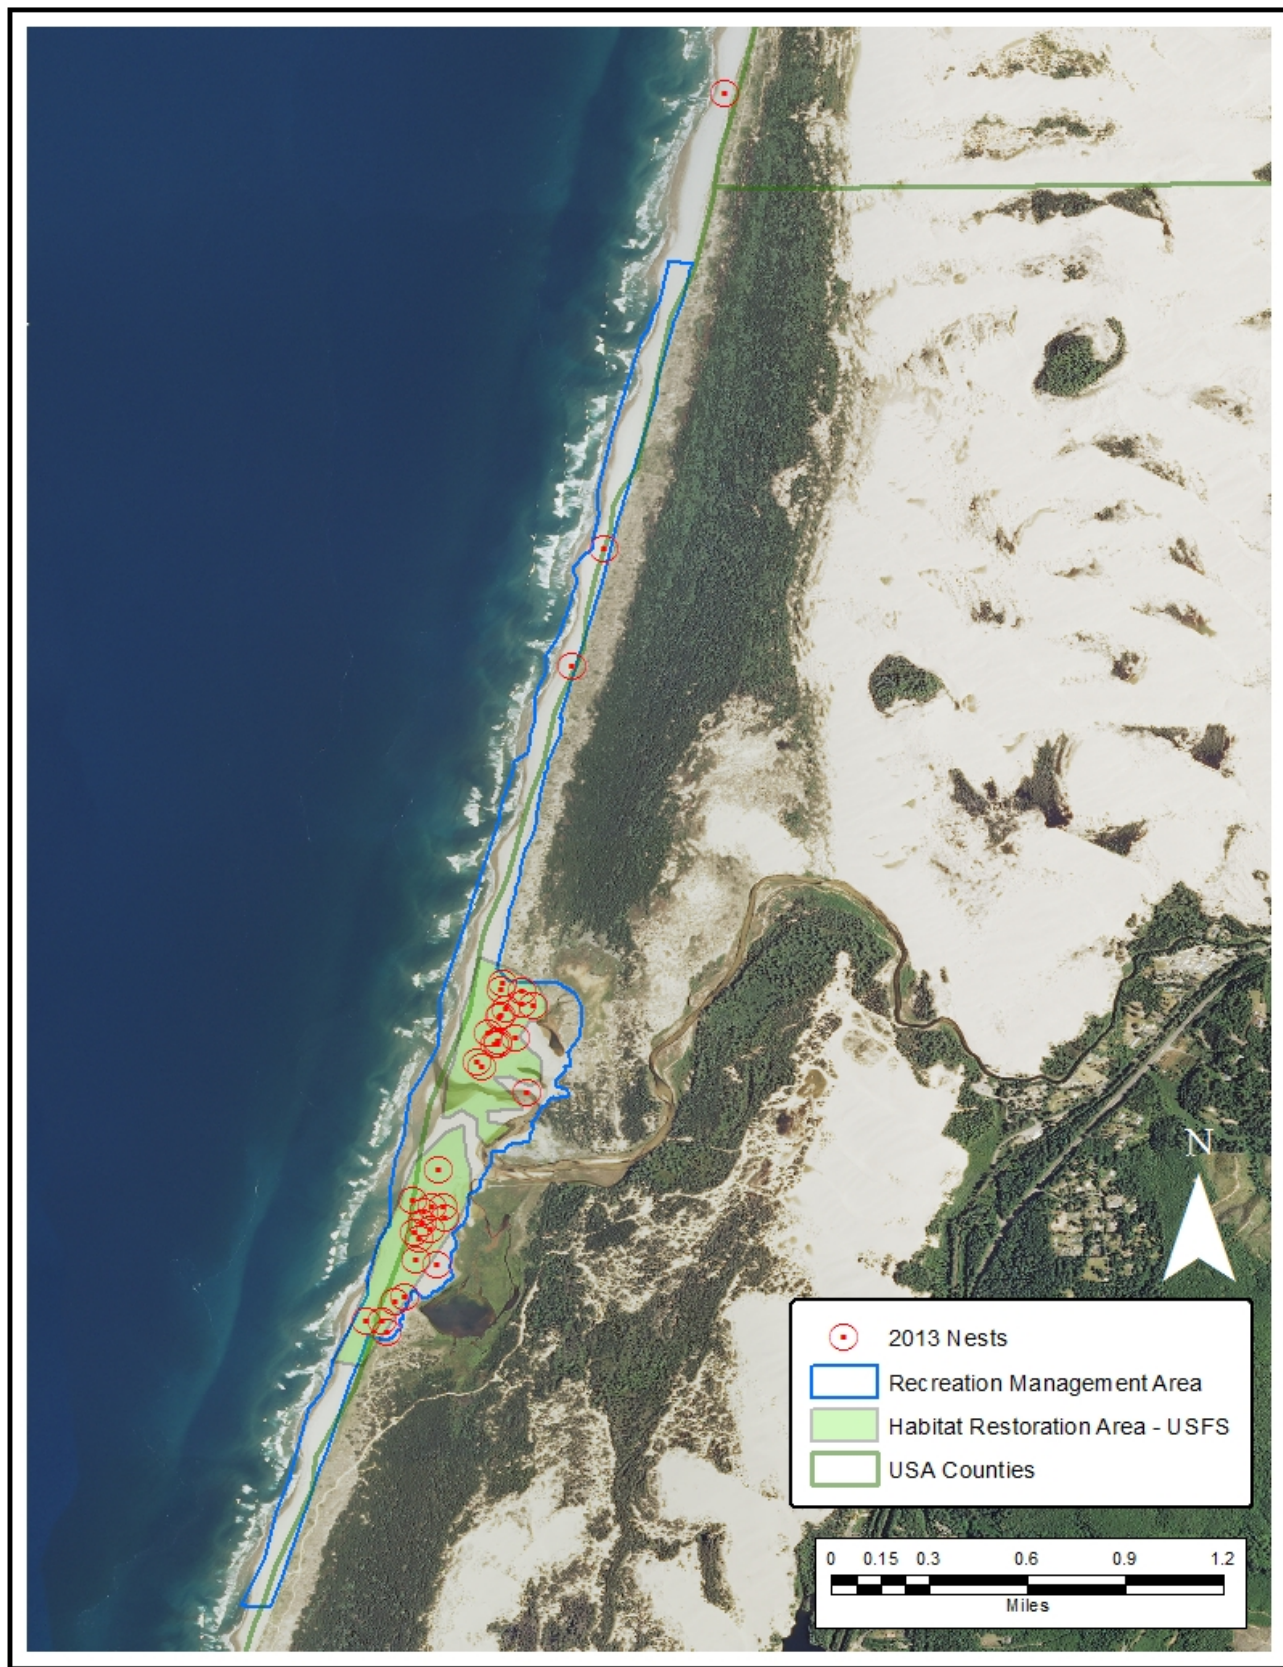 N
2013 Nests
Recreation Management Area
Habitat Restoration Area - USFS
USA Counties
0 0.15 0.3 0.6 0.9 1.2
Miles